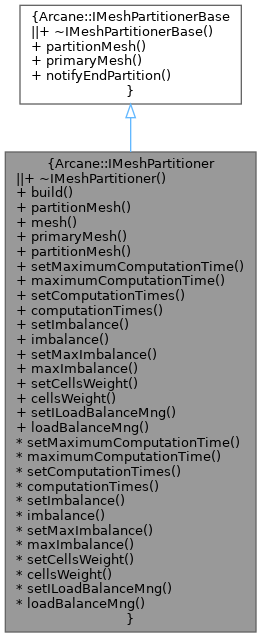 {Arcane::IMeshPartitionerBase
||+ ~IMeshPartitionerBase()
+ partitionMesh()
+ primaryMesh()
+ notifyEndPartition()
}
{Arcane::IMeshPartitioner
||+ ~IMeshPartitioner()
+ build()
+ partitionMesh()
+ mesh()
+ primaryMesh()
+ partitionMesh()
+ setMaximumComputationTime()
+ maximumComputationTime()
+ setComputationTimes()
+ computationTimes()
+ setImbalance()
+ imbalance()
+ setMaxImbalance()
+ maxImbalance()
+ setCellsWeight()
+ cellsWeight()
+ setILoadBalanceMng()
+ loadBalanceMng()
* setMaximumComputationTime()
* maximumComputationTime()
* setComputationTimes()
* computationTimes()
* setImbalance()
* imbalance()
* setMaxImbalance()
* maxImbalance()
* setCellsWeight()
* cellsWeight()
* setILoadBalanceMng()
* loadBalanceMng()
}